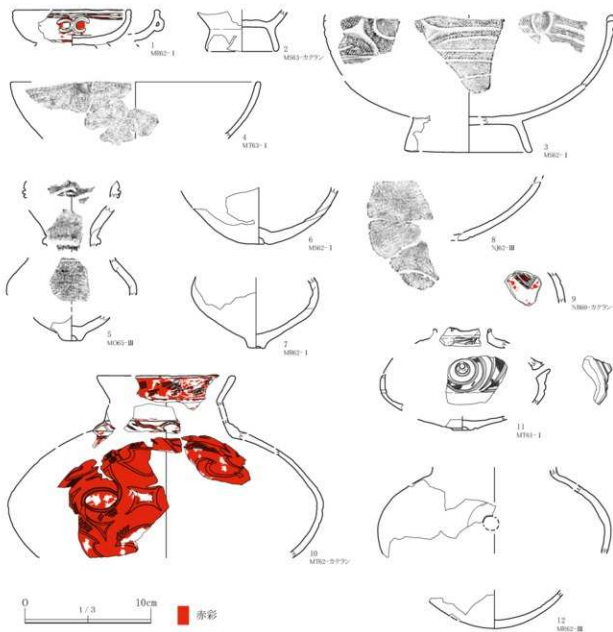 1
MR62-Ⅰ
2
MS63-カクラン
3
MS62-Ⅰ
4
MT63-Ⅰ
5
MO65-Ⅲ
6
MS62-Ⅰ
7
MR62-Ⅰ
8
NJ62-Ⅲ
9
NB60-カクラン
10
MT62-カクラン
11
MT61-Ⅰ
12
MR62-Ⅲ
0 1/3 10cm
赤彩